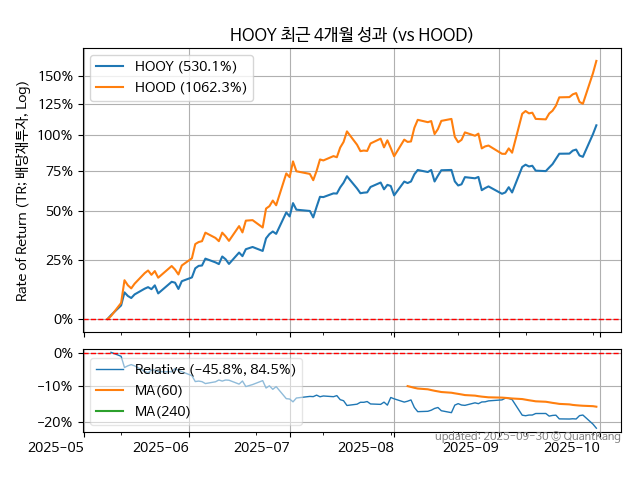 HOOY 최근 4개월 성과 (vs HOOD)
HOOY (530.1%)
HOOD (1062.3%)
Rate of Return (TR: 배당재투자, Log)
150%
125%
100%
75%
50%
25%
0%
0%
−10%
−20%
Relative (−45.8%, 84.5%)
MA(60)
MA(240)
updated: 2025-09-30 © QuantHang
2025-05
2025-06
2025-07
2025-08
2025-09
2025-10